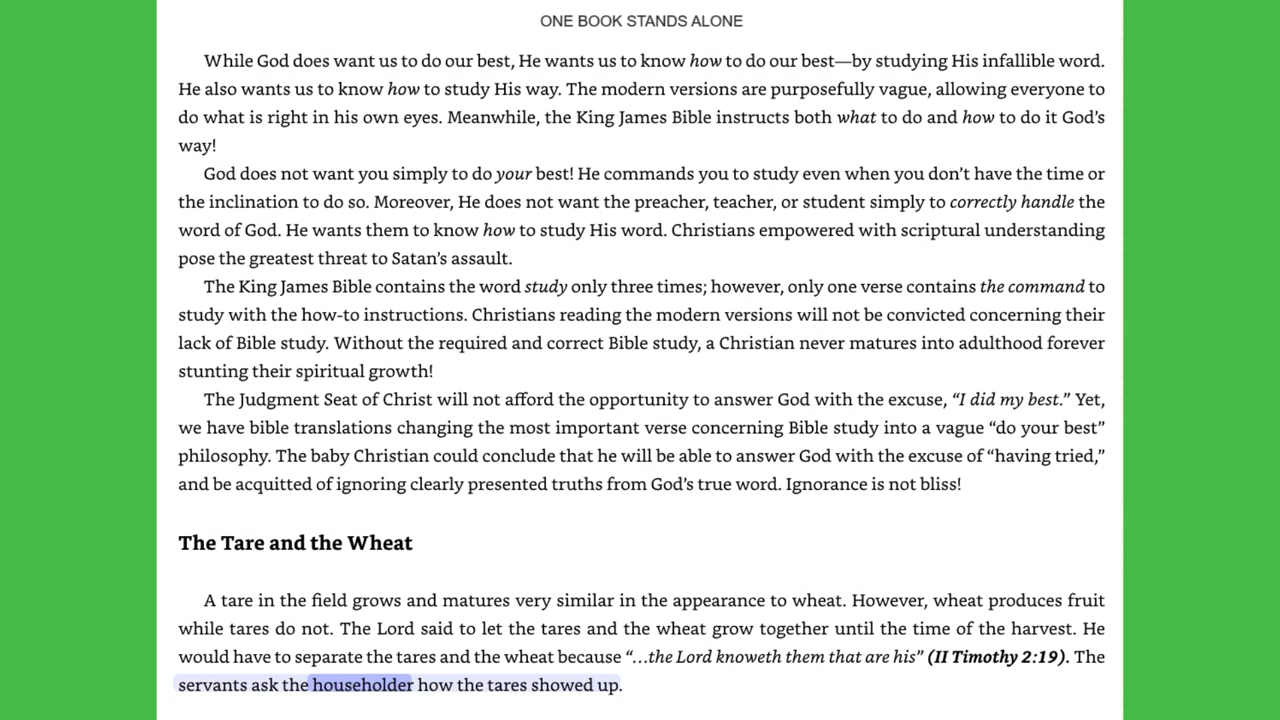 ONE BOOK STANDS ALONE
While God does want us to do our best, He wants us to know how to do our best—by studying His infallible word.
He also wants us to know how to study His way. The modern versions are purposefully vague, allowing everyone to
do what is right in his own eyes. Meanwhile, the King James Bible instructs both what to do and how to do it God’s
way!
God does not want you simply to do your best! He commands you to study even when you don’t have the time or
the inclination to do so. Moreover, He does not want the preacher, teacher, or student simply to correctly handle the
word of God. He wants them to know how to study His word. Christians empowered with scriptural understanding
pose the greatest threat to Satan’s assault.
The King James Bible contains the word study only three times; however, only one verse contains the command to
study with the how-to instructions. Christians reading the modern versions will not be convicted concerning their
lack of Bible study. Without the required and correct Bible study, a Christian never matures into adulthood forever
stunting their spiritual growth!
The Judgment Seat of Christ will not afford the opportunity to answer God with the excuse, “I did my best.” Yet,
we have bible translations changing the most important verse concerning Bible study into a vague “do your best”
philosophy. The baby Christian could conclude that he will be able to answer God with the excuse of “having tried,”
and be acquitted of ignoring clearly presented truths from God’s true word. Ignorance is not bliss!
The Tare and the Wheat
A tare in the field grows and matures very similar in the appearance to wheat. However, wheat produces fruit
while tares do not. The Lord said to let the tares and the wheat grow together until the time of the harvest. He
would have to separate the tares and the wheat because “…the Lord knoweth them that are his” (II Timothy 2:19). The
servants ask the householder how the tares showed up.